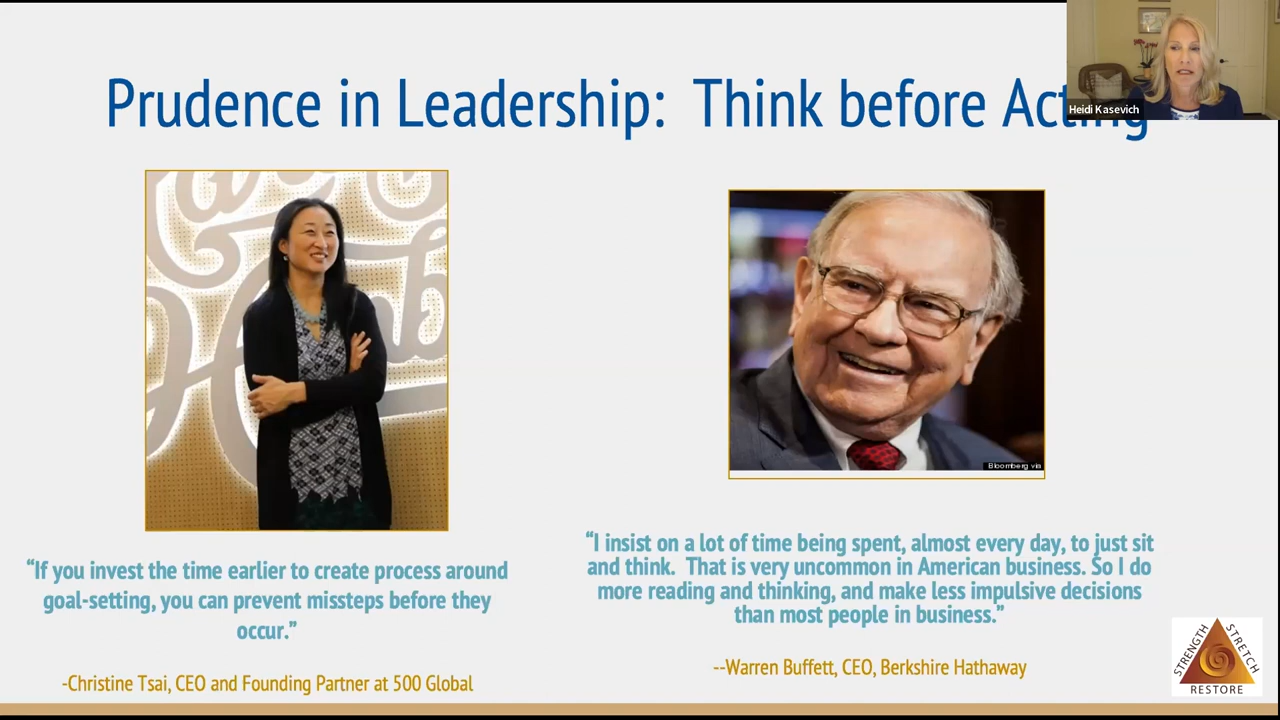 Prudence in Leadership:  Think before Acting
Heidi Kasevich
Bloomberg via
“If you invest the time earlier to create process around
goal-setting, you can prevent missteps before they
occur.”
-Christine Tsai, CEO and Founding Partner at 500 Global
“I insist on a lot of time being spent, almost every day, to just sit
and think.  That is very uncommon in American business. So I do
more reading and thinking, and make less impulsive decisions
than most people in business.”
--Warren Buffett, CEO, Berkshire Hathaway
STRENGTH
STRETCH
RESTORE